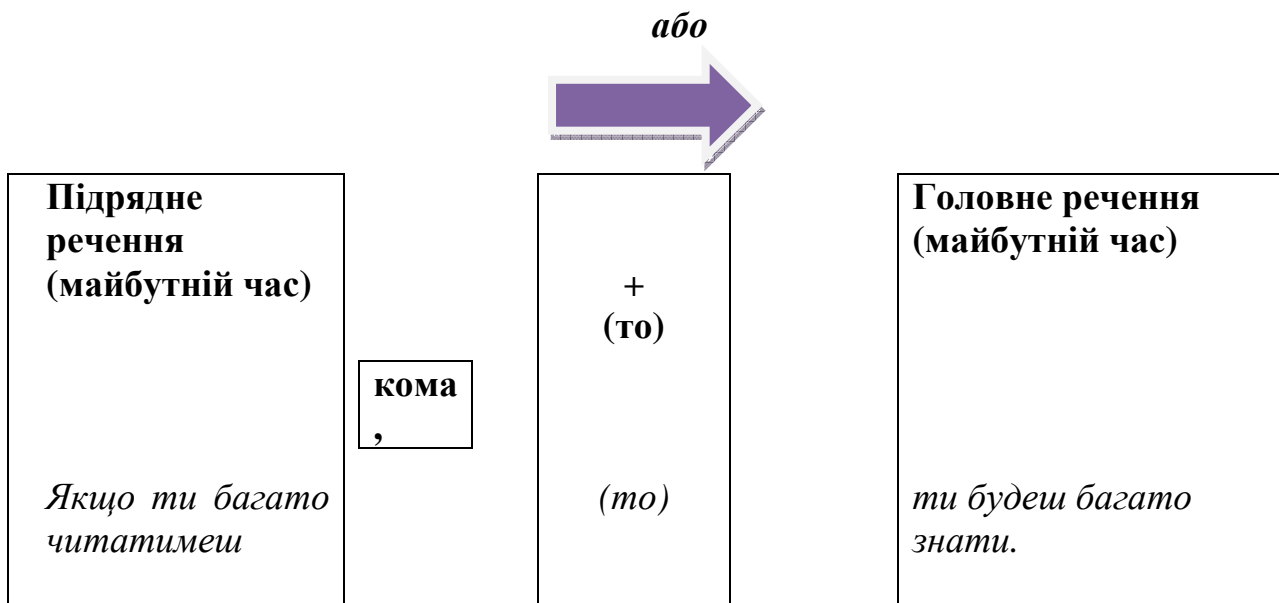 або
Підрядне
речення
(майбутній час)
кома
,
+
(то)
Головне речення
(майбутній час)
Якщо ти багато
читатимеш
(то)
ти будеш багато
знати.